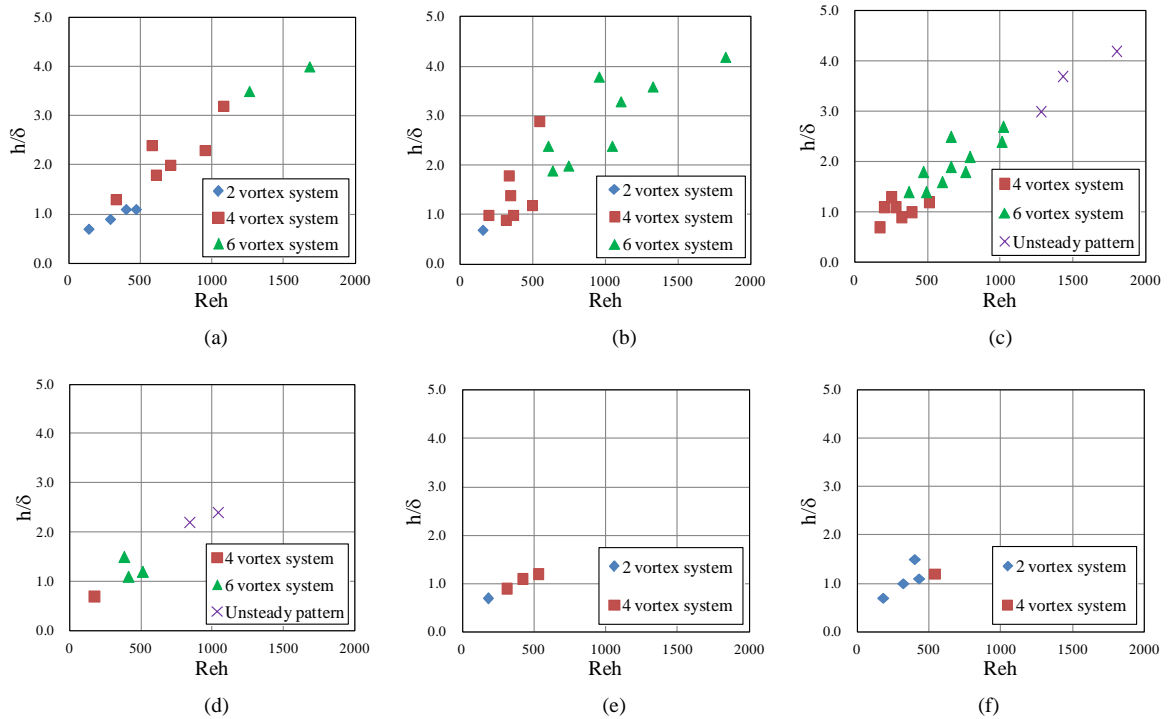 5.0
4.0
3.0
2.0
1.0
0.0
h/δ
2 vortex system
4 vortex system
6 vortex system
0 500 1000 1500 2000
Reh
(a)
5.0
4.0
3.0
2.0
1.0
0.0
h/δ
2 vortex system
4 vortex system
6 vortex system
0 500 1000 1500 2000
Reh
(b)
5.0
4.0
3.0
2.0
1.0
0.0
h/δ
4 vortex system
6 vortex system
Unsteady pattern
0 500 1000 1500 2000
Reh
(c)
5.0
4.0
3.0
2.0
1.0
0.0
h/δ
4 vortex system
6 vortex system
Unsteady pattern
0 500 1000 1500 2000
Reh
(d)
5.0
4.0
3.0
2.0
1.0
0.0
h/δ
2 vortex system
4 vortex system
0 500 1000 1500 2000
Reh
(e)
5.0
4.0
3.0
2.0
1.0
0.0
h/δ
2 vortex system
4 vortex system
0 500 1000 1500 2000
Reh
(f)